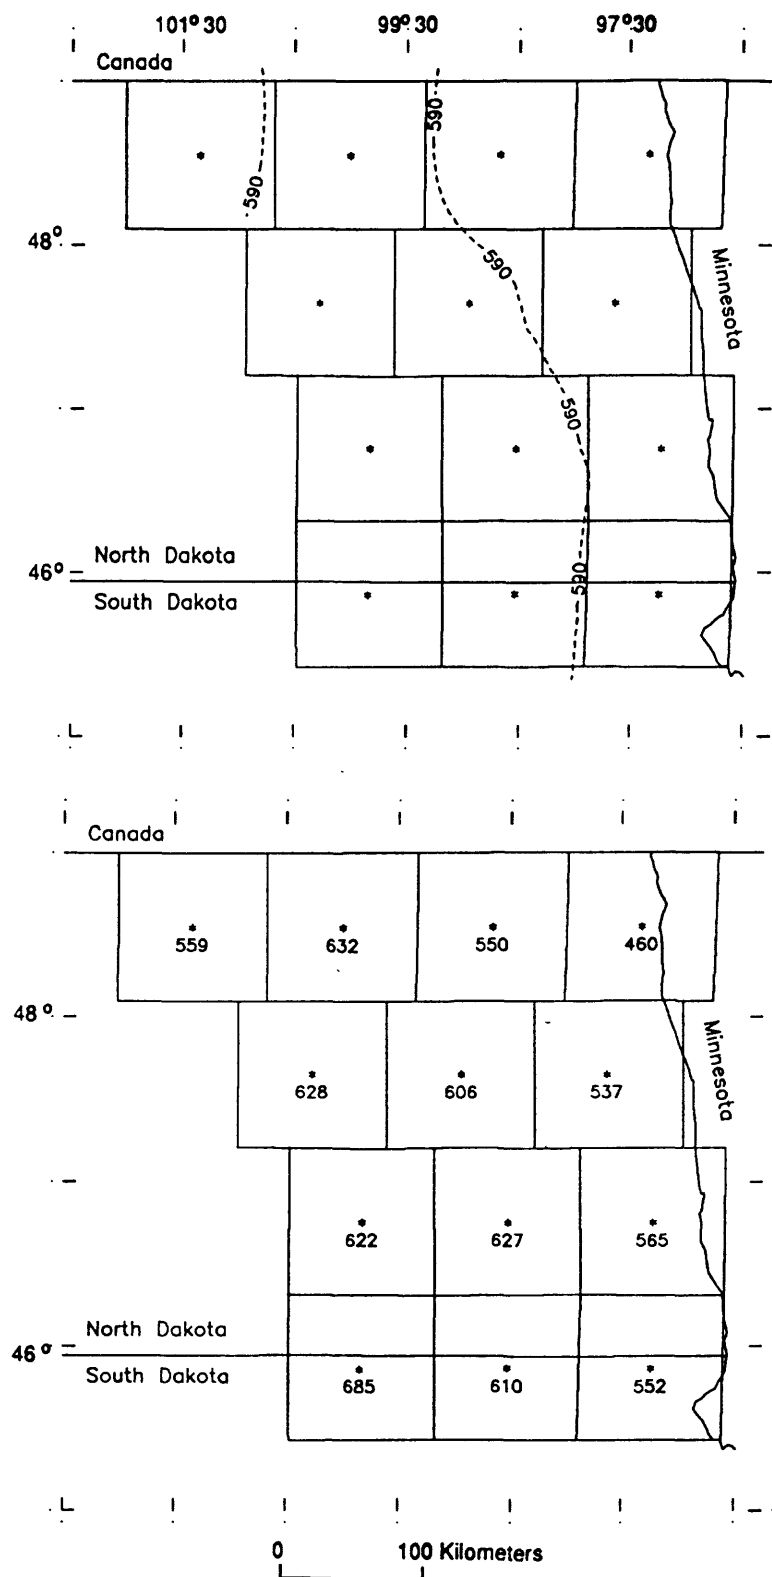 101°30 99°30 97°30
Canada
590
590
48°
590
Minnesota
590
North Dakota
46°
590
South Dakota
Canada
559 632 550 460
48°
Minnesota
628 606 537
622 627 565
North Dakota
46°
South Dakota
685 610 552
0 100 Kilometers